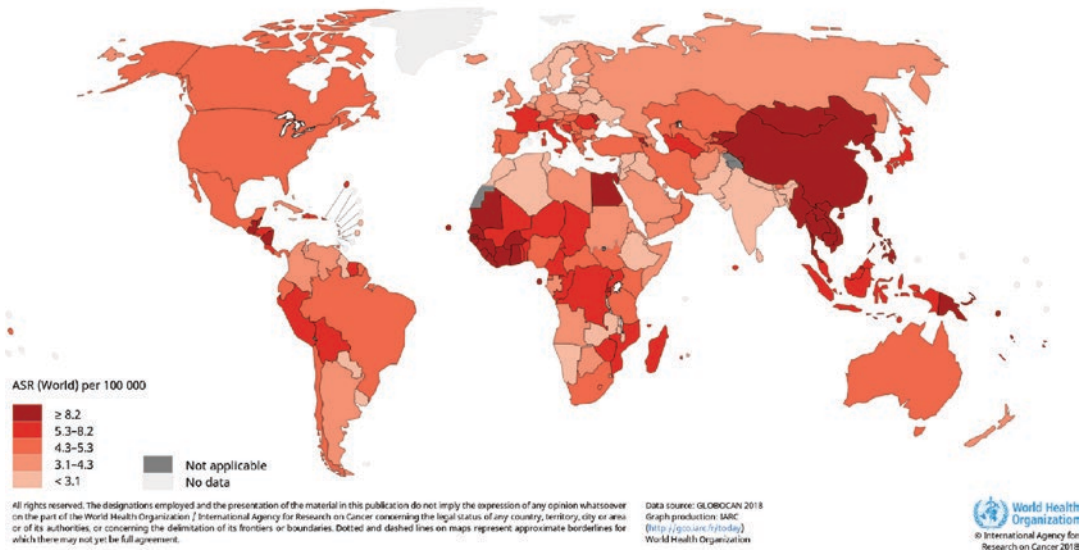 ASR (World) per 100 000
≥ 8.2
5.3–8.2
4.3–5.3
3.1–4.3
< 3.1
Not applicable
No data
All rights reserved. The designations employed and the presentation of the material in this publication do not imply the expression of any opinion whatsoever
on the part of the World Health Organization / International Agency for Research on Cancer concerning the legal status of any country, territory, city or area
or of its authorities, or concerning the delimitation of its frontiers or boundaries. Dotted and dashed lines on maps represent approximate borderlines for
which there may not yet be full agreement.
Data source: GLOBOCAN 2018
Graph production: IARC
(http://gco.iarc.fr/today)
World Health Organization
World Health
Organization
© International Agency for
Research on Cancer 2018